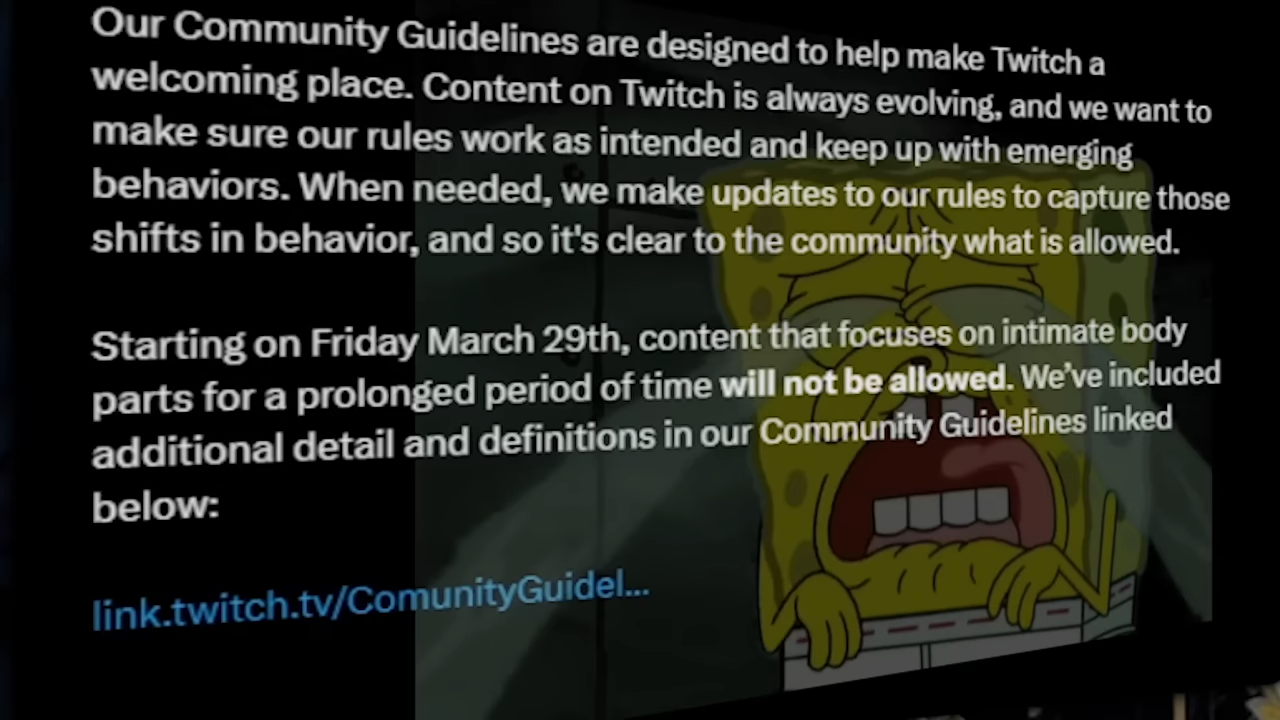 Our Community Guidelines are designed to help make Twitch a
welcoming place. Content on Twitch is always evolving, and we want to
make sure our rules work as intended and keep up with emerging
behaviors. When needed, we make updates to our rules to capture those
shifts in behavior, and so it's clear to the community what is allowed.
Starting on Friday March 29th, content that focuses on intimate body
parts for a prolonged period of time will not be allowed. We've included
additional detail and definitions in our Community Guidelines linked
below:
link.twitch.tv/ComunityGuidel...